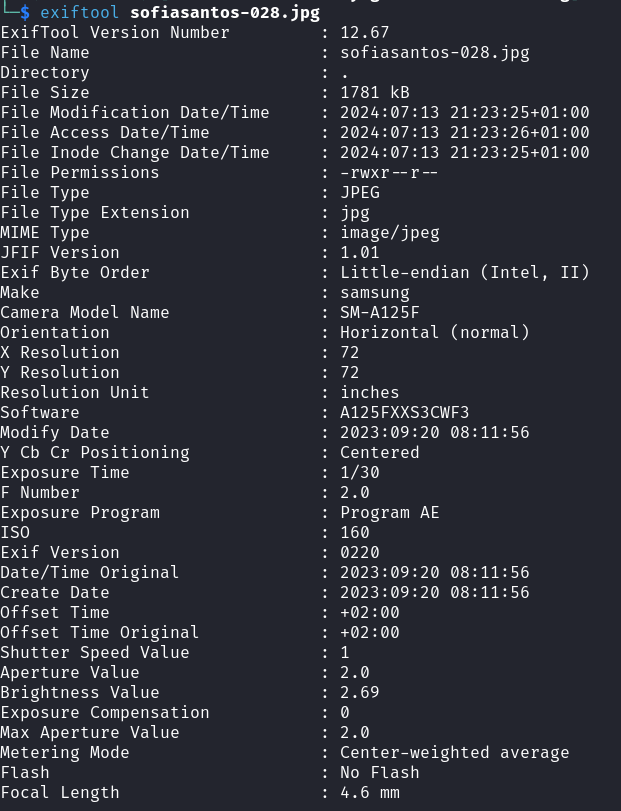 └─$ exiftool sofiasantos-028.jpg
ExifTool Version Number : 12.67
File Name : sofiasantos-028.jpg
Directory : .
File Size : 1781 kB
File Modification Date/Time : 2024:07:13 21:23:25+01:00
File Access Date/Time : 2024:07:13 21:23:26+01:00
File Inode Change Date/Time : 2024:07:13 21:23:25+01:00
File Permissions : -rwxr--r--
File Type : JPEG
File Type Extension : jpg
MIME Type : image/jpeg
JFIF Version : 1.01
Exif Byte Order : Little-endian (Intel, II)
Make : samsung
Camera Model Name : SM-A125F
Orientation : Horizontal (normal)
X Resolution : 72
Y Resolution : 72
Resolution Unit : inches
Software : A125FXXS3CWF3
Modify Date : 2023:09:20 08:11:56
Y Cb Cr Positioning : Centered
Exposure Time : 1/30
F Number : 2.0
Exposure Program : Program AE
ISO : 160
Exif Version : 0220
Date/Time Original : 2023:09:20 08:11:56
Create Date : 2023:09:20 08:11:56
Offset Time : +02:00
Offset Time Original : +02:00
Shutter Speed Value : 1
Aperture Value : 2.0
Brightness Value : 2.69
Exposure Compensation : 0
Max Aperture Value : 2.0
Metering Mode : Center-weighted average
Flash : No Flash
Focal Length : 4.6 mm